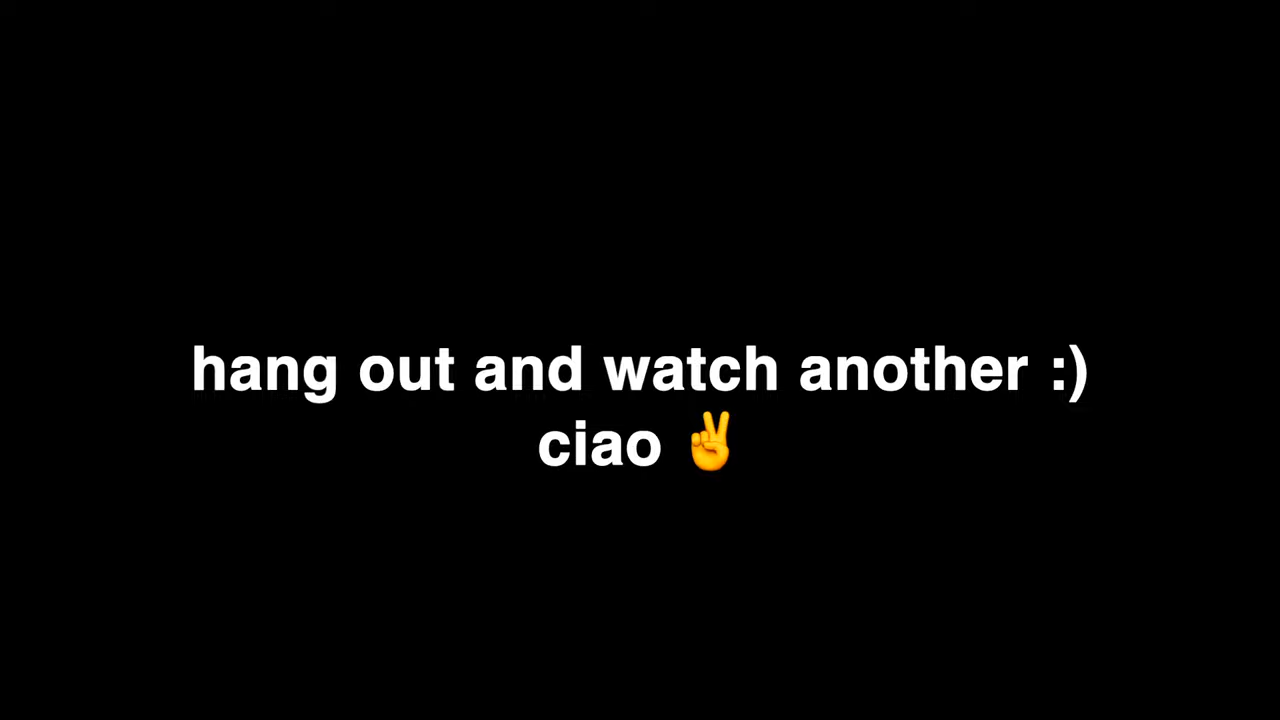 hang out and watch another :)
ciao ✌️